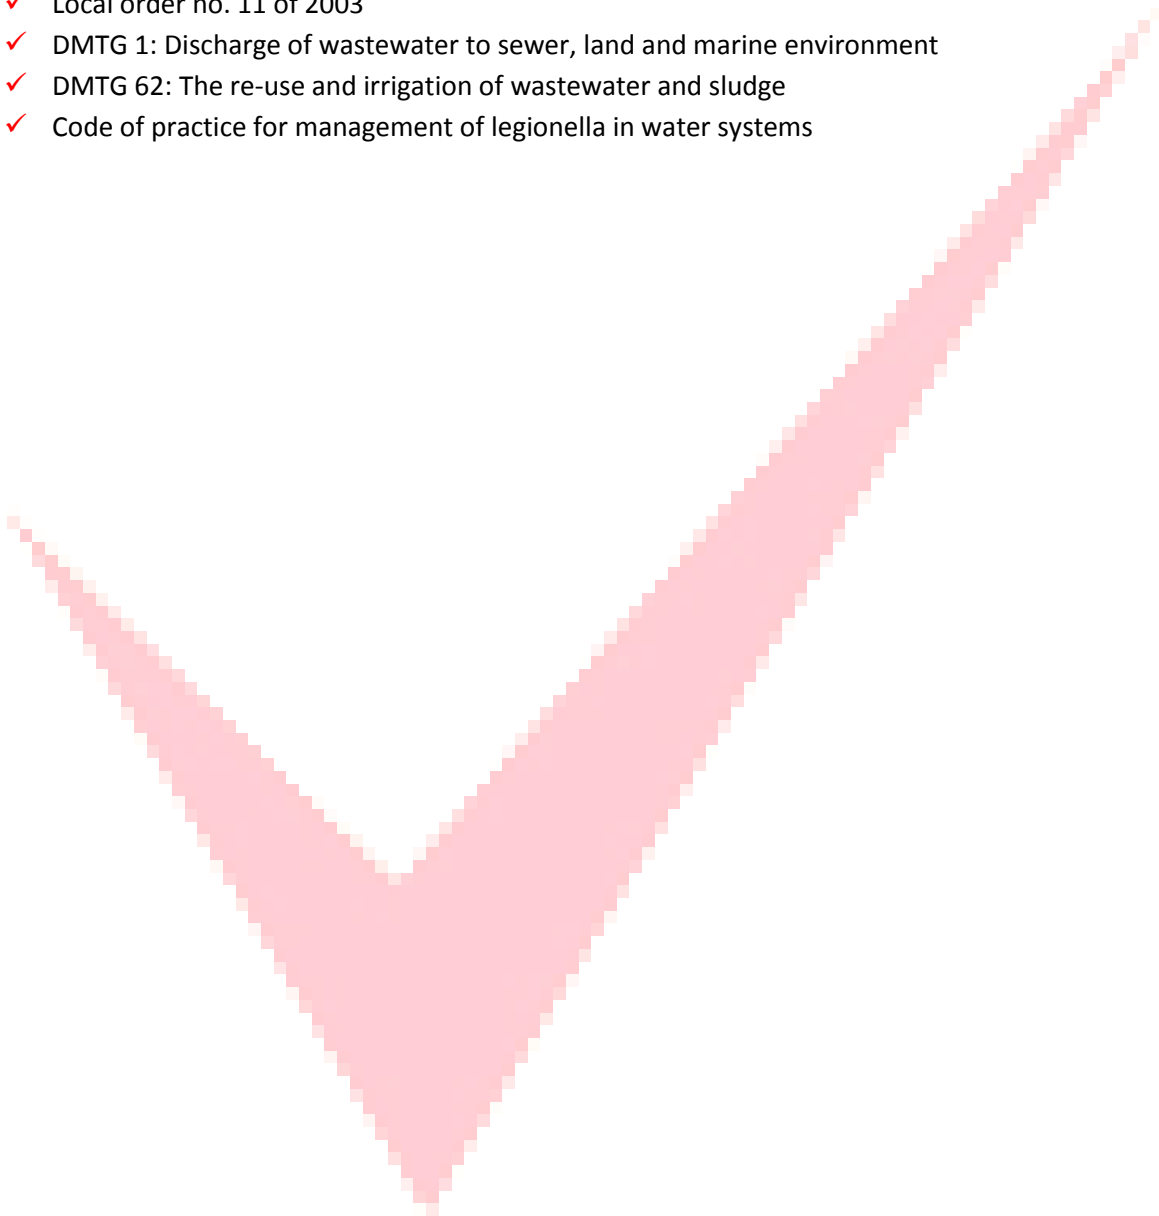 Local order no. 11 of 2003
DMTG 1: Discharge of wastewater to sewer, land and marine environment
DMTG 62: The re-use and irrigation of wastewater and sludge
Code of practice for management of legionella in water systems